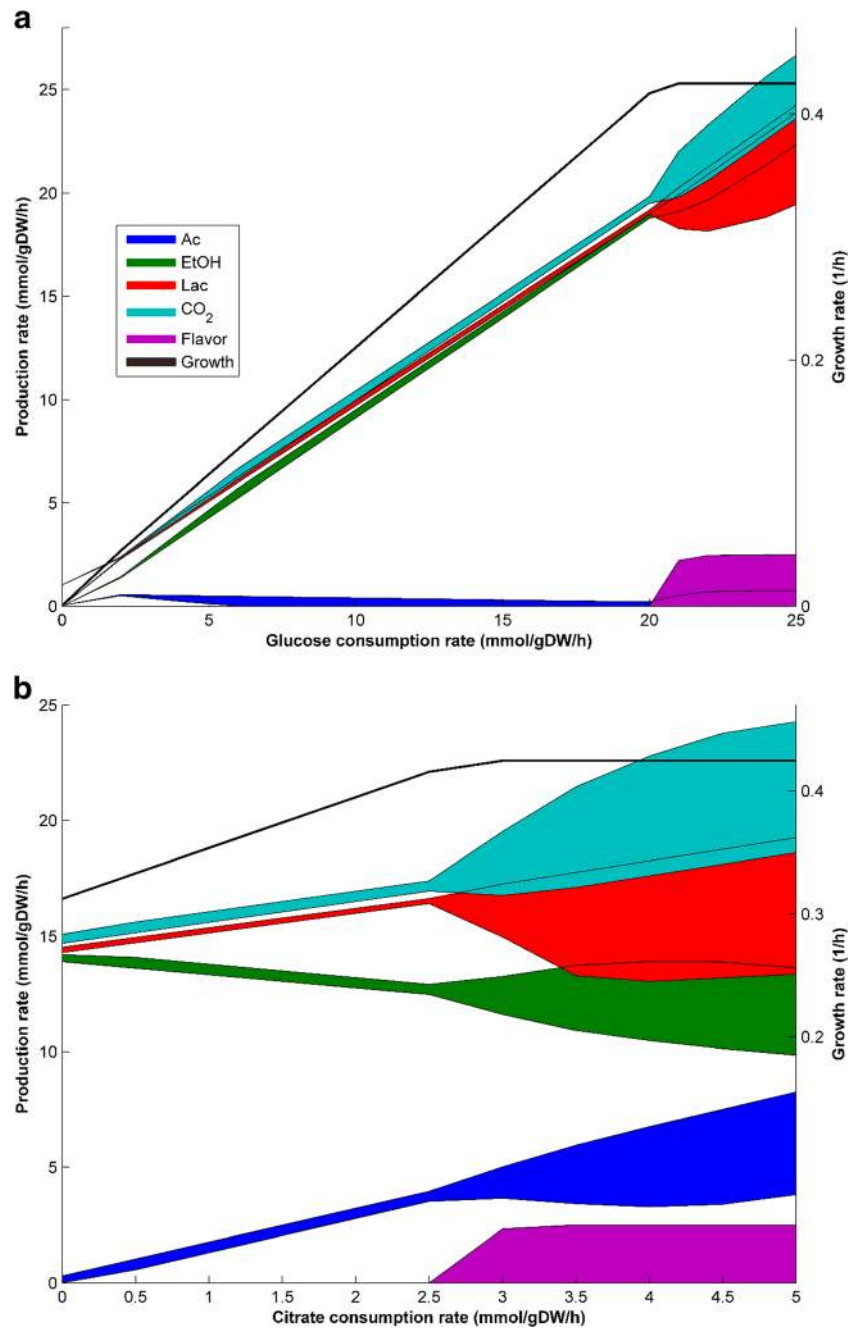 a
Production rate (mmol/gDW/h)
25
20
15
10
5
0
Ac
EtOH
Lac
CO2
Flavor
Growth
0.4
0.2
0
Growth rate (1/h)
0 5 10 15 20 25
Glucose consumption rate (mmol/gDW/h)
b
Production rate (mmol/gDW/h)
25
20
15
10
5
0
0.4
0.3
0.2
Growth rate (1/h)
0 0.5 1 1.5 2 2.5 3 3.5 4 4.5 5
Citrate consumption rate (mmol/gDW/h)